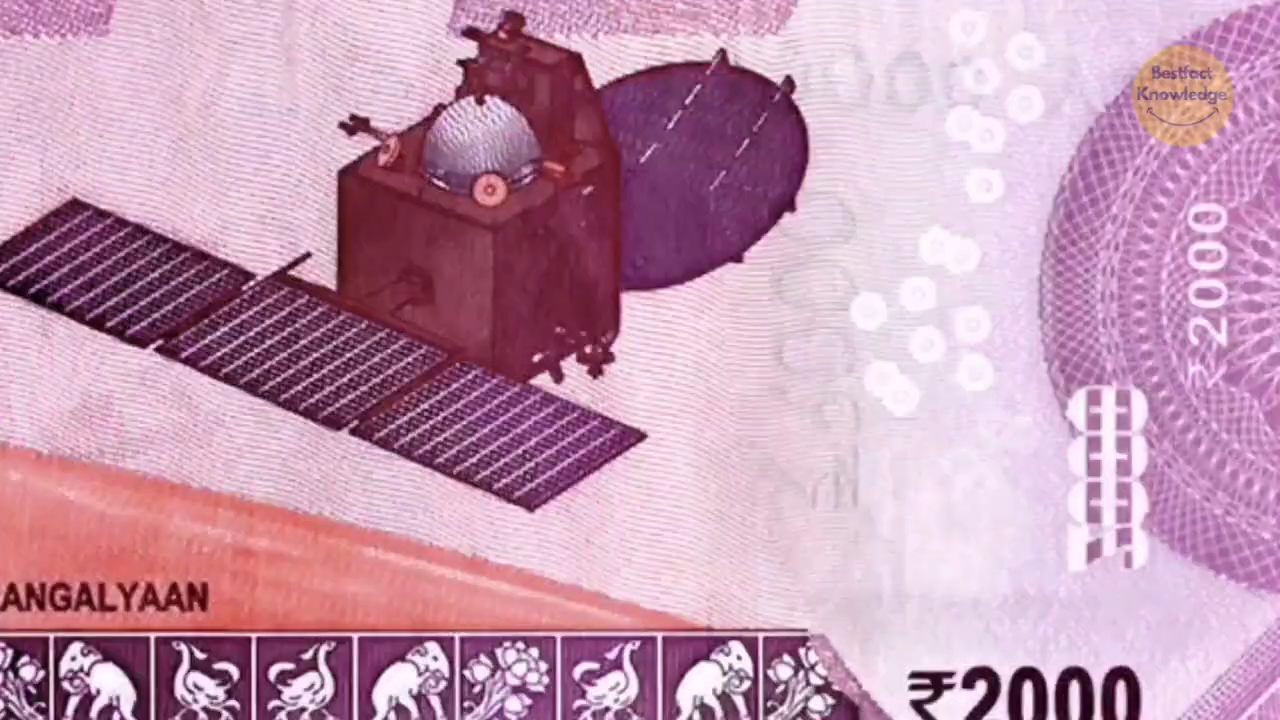 Bestfact
Knowledge
₹2000
ANGALYAAN
₹2000